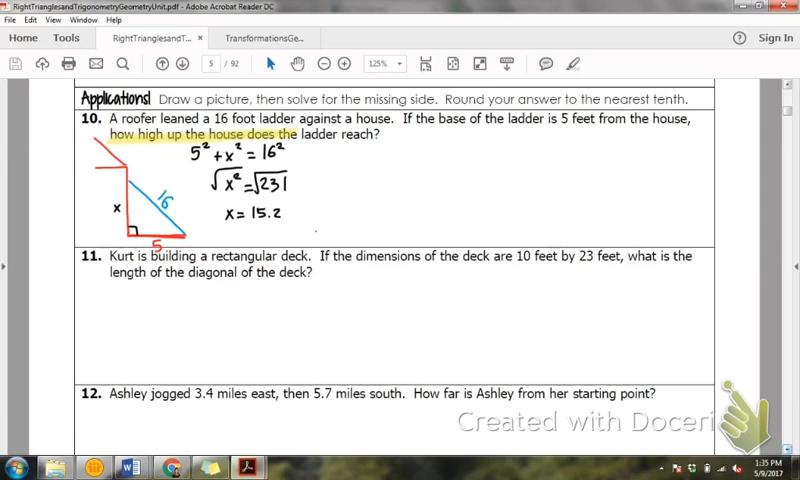 RightTrianglesandTrigonometryGeometryUnit.pdf - Adobe Acrobat Reader DC
File Edit View Window Help
Home Tools RightTrianglesandT... × TransformationsGe...
? Sign In
5 / 92
125%
Applications! Draw a picture, then solve for the missing side. Round your answer to the nearest tenth.
10. A roofer leaned a 16 foot ladder against a house. If the base of the ladder is 5 feet from the house,
how high up the house does the ladder reach?
5² + x² = 16²
√x² = √231
x = 15.2
16
x
5
11. Kurt is building a rectangular deck. If the dimensions of the deck are 10 feet by 23 feet, what is the
length of the diagonal of the deck?
12. Ashley jogged 3.4 miles east, then 5.7 miles south. How far is Ashley from her starting point?
Created with Doceri
1:35 PM
5/9/2017